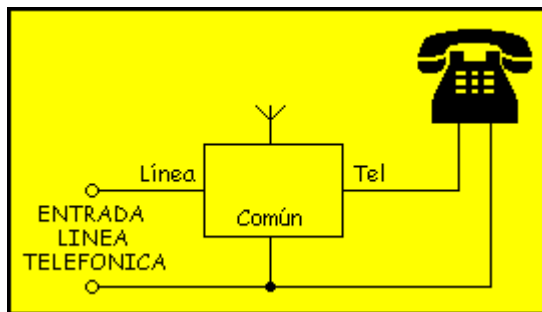 Línea
Tel
ENTRADA
LINEA
TELEFONICA
Común